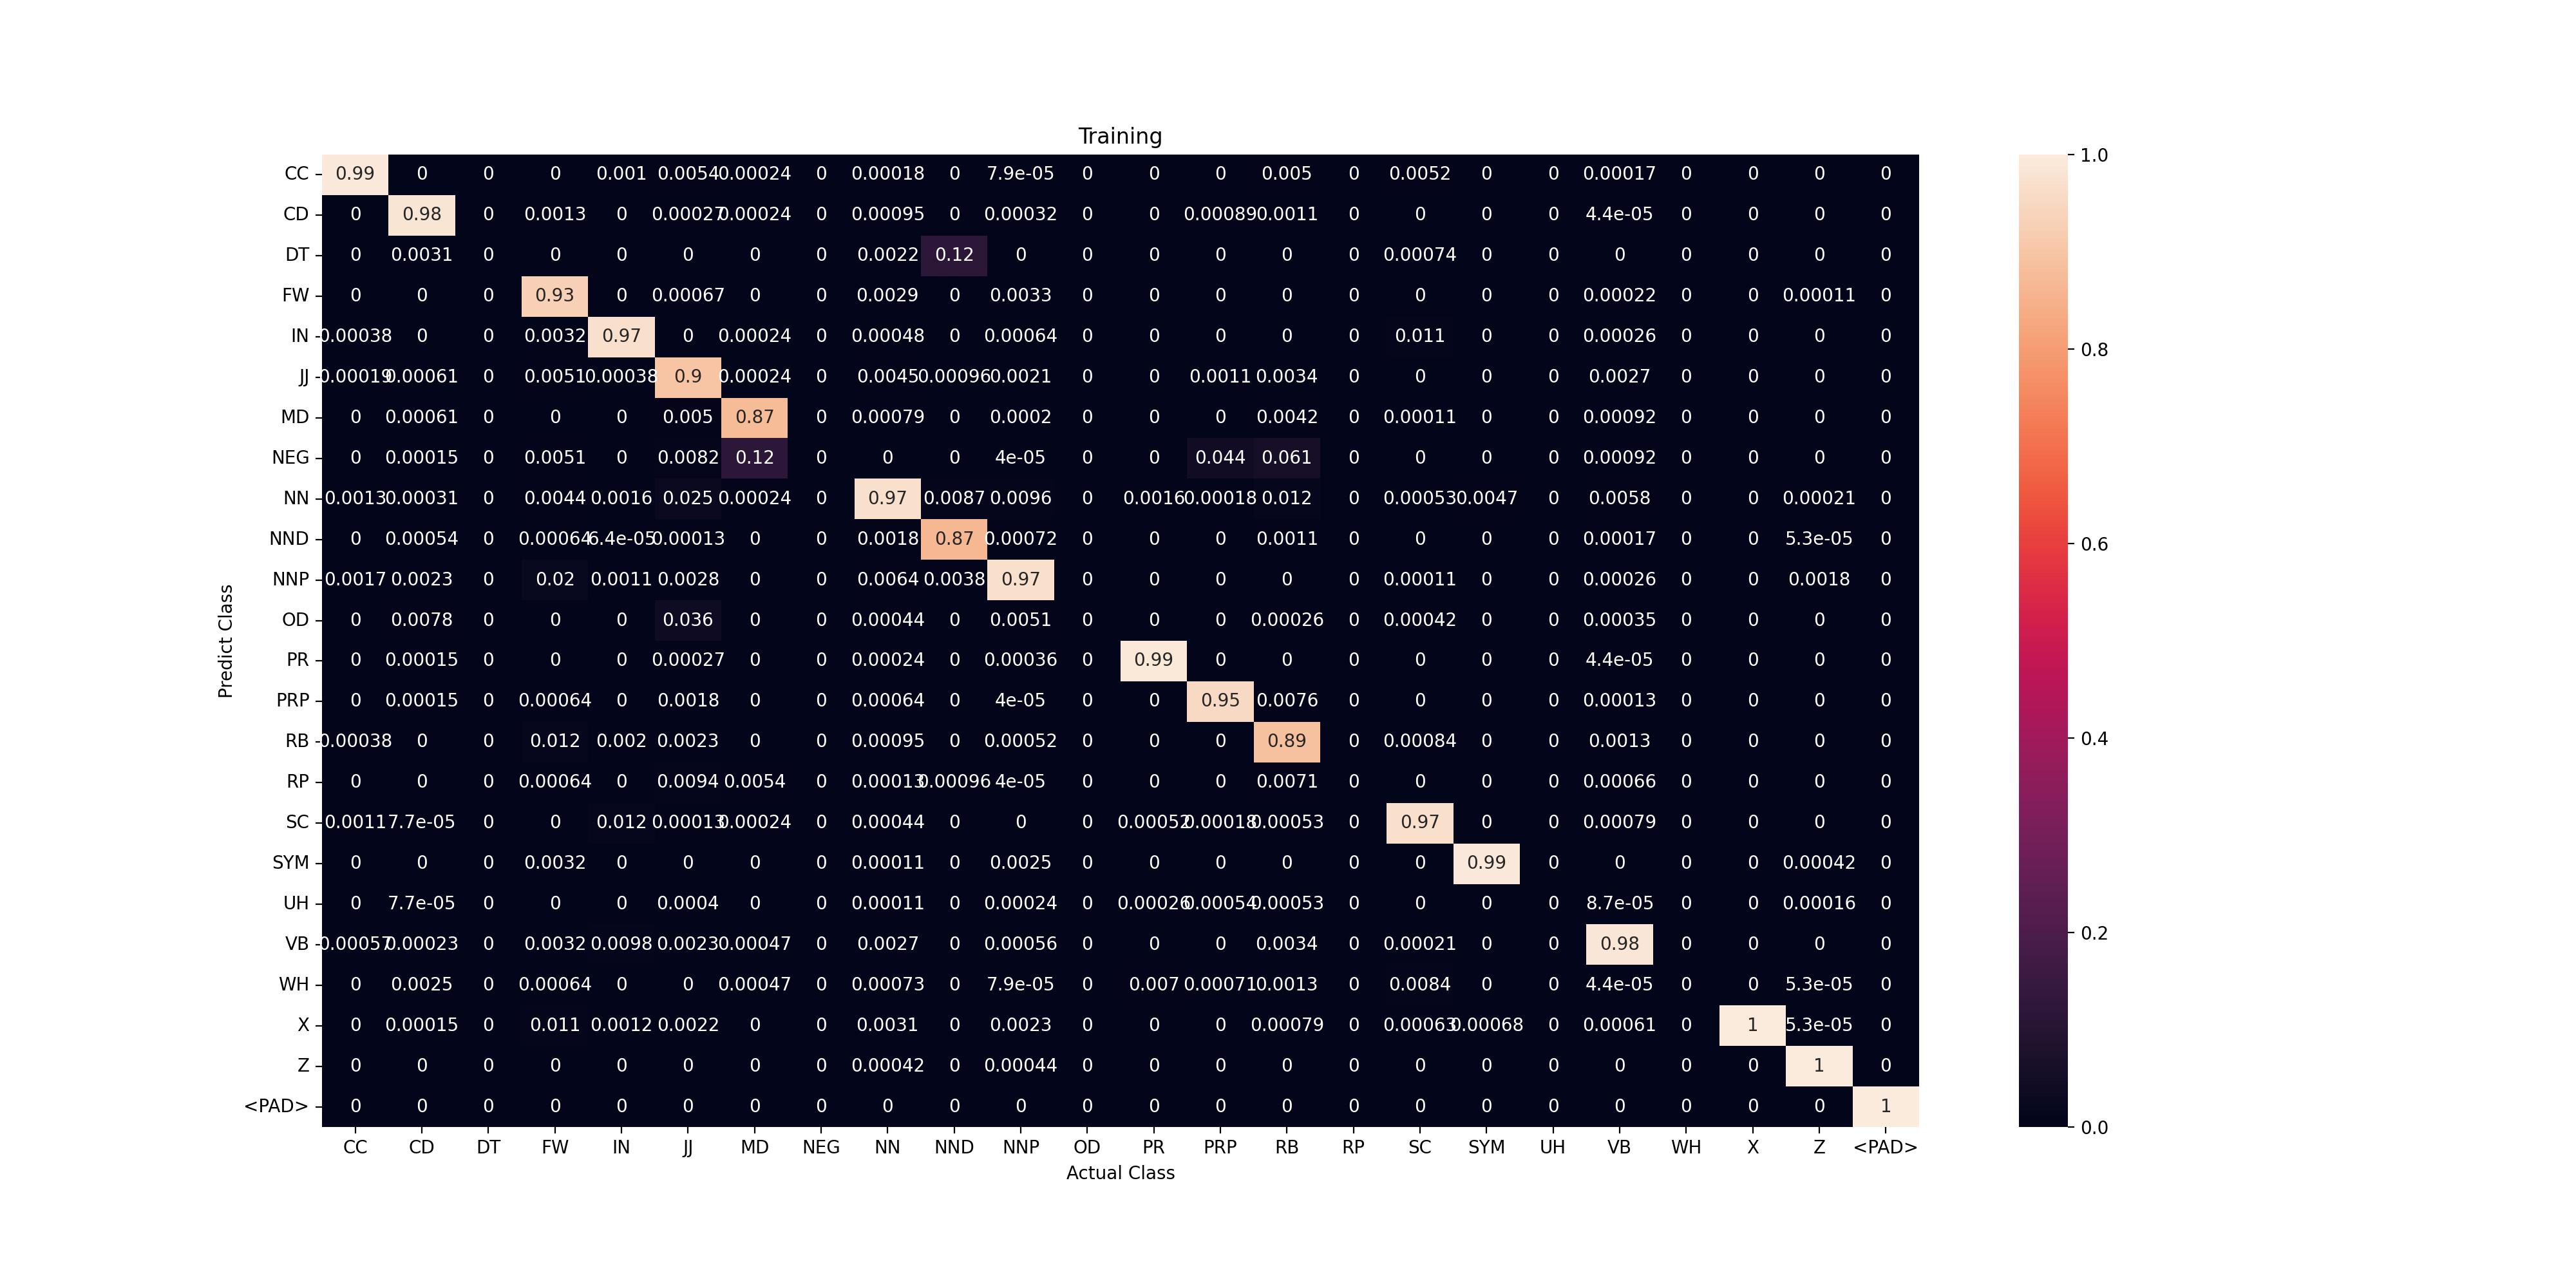 Training
CC 0.99 0 0 0 0.001 0.0054 0.00024 0 0.00018 0 7.9e-05 0 0 0 0.005 0 0.0052 0 0 0.00017 0 0 0 0 1.0
CD 0 0.98 0 0.0013 0 0.00027 0.00024 0 0.00095 0 0.00032 0 0 0.00089 0.0011 0 0 0 0 4.4e-05 0 0 0 0
DT 0 0.0031 0 0 0 0 0 0 0.0022 0.12 0 0 0 0 0 0 0.00074 0 0 0 0 0 0 0
FW 0 0 0 0.93 0 0.00067 0 0 0.0029 0 0.0033 0 0 0 0 0 0 0 0 0.00022 0 0 0.00011 0
IN 0.00038 0 0 0.0032 0.97 0 0.00024 0 0.00048 0 0.00064 0 0 0 0 0 0.011 0 0 0.00026 0 0 0 0 0.8
JJ 0.00019 0.00061 0 0.0051 0.00038 0.9 0.00024 0 0.0045 0.00096 0.0021 0 0 0.0011 0.0034 0 0 0 0 0.0027 0 0 0 0
MD 0 0.00061 0 0 0 0.005 0.87 0 0.00079 0 0.0002 0 0 0 0.0042 0 0.00011 0 0 0.00092 0 0 0 0
NEG 0 0.00015 0 0.0051 0 0.0082 0.12 0 0 0 4e-05 0 0 0.044 0.061 0 0 0 0 0.00092 0 0 0 0
NN 0.0013 0.00031 0 0.0044 0.0016 0.025 0.00024 0 0.97 0.0087 0.0096 0 0.0016 0.00018 0.012 0 0.00053 0.0047 0 0.0058 0 0 0.00021 0
NND 0 0.00054 0 0.00064 6.4e-05 0.00013 0 0 0.0018 0.87 0.00072 0 0 0 0.0011 0 0 0 0 0.00017 0 0 5.3e-05 0 0.6
NNP 0.0017 0.0023 0 0.02 0.0011 0.0028 0 0 0.0064 0.0038 0.97 0 0 0 0 0 0.00011 0 0 0.00026 0 0 0.0018 0
Predict Class
OD 0 0.0078 0 0 0 0.036 0 0 0.00044 0 0.0051 0 0 0 0.00026 0 0.00042 0 0 0.00035 0 0 0 0
PR 0 0.00015 0 0 0 0.00027 0 0 0.00024 0 0.00036 0 0.99 0 0 0 0 0 0 4.4e-05 0 0 0 0
PRP 0 0.00015 0 0.00064 0 0.0018 0 0 0.00064 0 4e-05 0 0 0.95 0.0076 0 0 0 0 0.00013 0 0 0 0
RB 0.00038 0 0 0.012 0.002 0.0023 0 0 0.00095 0 0.00052 0 0 0 0.89 0 0.00084 0 0 0.0013 0 0 0 0 0.4
RP 0 0 0 0.00064 0 0.0094 0.0054 0 0.00013 0.00096 4e-05 0 0 0 0.0071 0 0 0 0 0.00066 0 0 0 0
SC 0.0011 7.7e-05 0 0 0.012 0.00013 0.00024 0 0.00044 0 0 0 0.00052 0.00018 0.00053 0 0.97 0 0 0.00079 0 0 0 0
SYM 0 0 0 0.0032 0 0 0 0 0.00011 0 0.0025 0 0 0 0 0 0 0.99 0 0 0 0 0.00042 0
UH 0 7.7e-05 0 0 0 0.0004 0 0 0.00011 0 0.00024 0 0.00026 0.00054 0.00053 0 0 0 0 8.7e-05 0 0 0.00016 0
VB 0.00057 0.00023 0 0.0032 0.0098 0.0023 0.00047 0 0.0027 0 0.00056 0 0 0 0.0034 0 0.00021 0 0 0.98 0 0 0 0 0.2
WH 0 0.0025 0 0.00064 0 0 0.00047 0 0.00073 0 7.9e-05 0 0.007 0.00071 0.0013 0 0.0084 0 0 4.4e-05 0 0 5.3e-05 0
X 0 0.00015 0 0.011 0.0012 0.0022 0 0 0.0031 0 0.0023 0 0 0 0.00079 0 0.00063 0.00068 0 0.00061 0 1 5.3e-05 0
Z 0 0 0 0 0 0 0 0 0.00042 0 0.00044 0 0 0 0 0 0 0 0 0 0 0 1 0
<PAD> 0 0 0 0 0 0 0 0 0 0 0 0 0 0 0 0 0 0 0 0 0 0 0 1 0.0
CC CD DT FW IN JJ MD NEG NN NND NNP OD PR PRP RB RP SC SYM UH VB WH X Z <PAD>
Actual Class